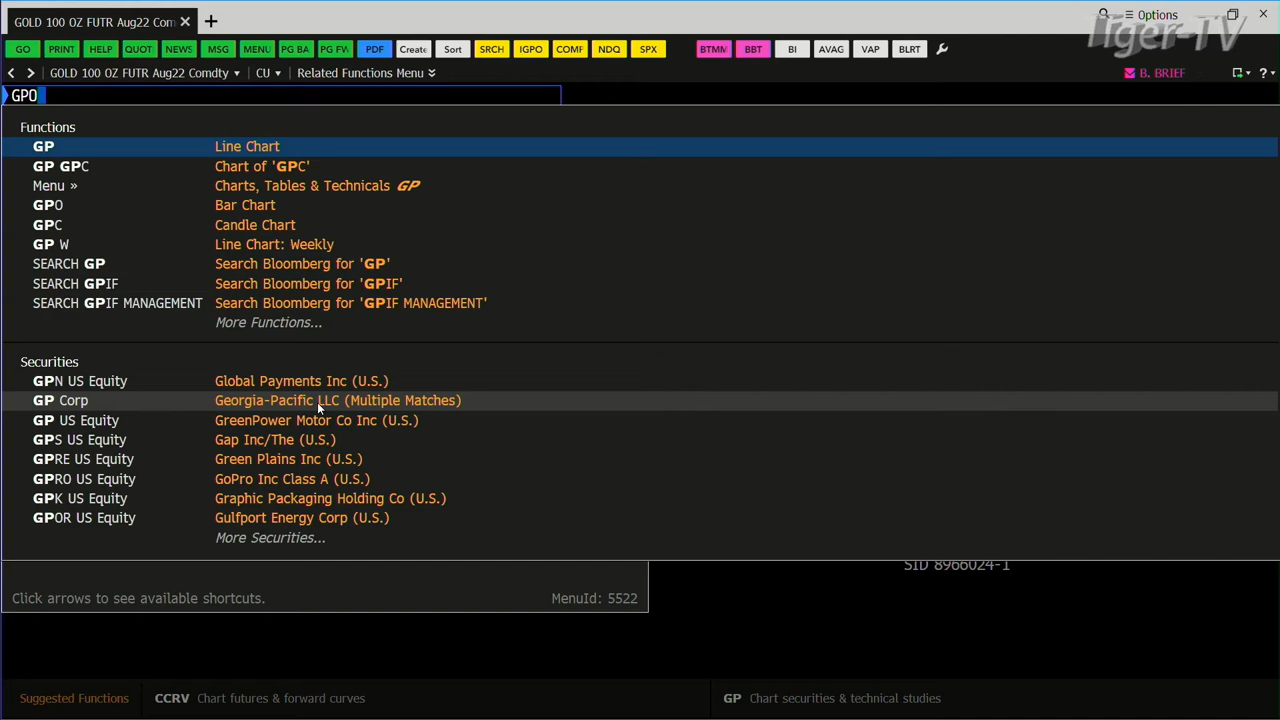 GOLD 100 OZ FUTR Aug22 Com
Options
Tiger-TV
GO PRINT HELP QUOT NEWS MSG MENU PG BA PG FW PDF Create Sort SRCH IGPO COMF NDQ SPX BTMM BBT BI AVAG VAP BLRT
GOLD 100 OZ FUTR Aug22 Comdty CU Related Functions Menu B. BRIEF ?
GPO
Functions
GP Line Chart
GP GPC Chart of 'GPC'
Menu » Charts, Tables & Technicals GP
GPO Bar Chart
GPC Candle Chart
GP W Line Chart: Weekly
SEARCH GP Search Bloomberg for 'GP'
SEARCH GPIF Search Bloomberg for 'GPIF'
SEARCH GPIF MANAGEMENT Search Bloomberg for 'GPIF MANAGEMENT'
More Functions...
Securities
GPN US Equity Global Payments Inc (U.S.)
GP Corp Georgia-Pacific LLC (Multiple Matches)
GP US Equity GreenPower Motor Co Inc (U.S.)
GPS US Equity Gap Inc/The (U.S.)
GPRE US Equity Green Plains Inc (U.S.)
GPRO US Equity GoPro Inc Class A (U.S.)
GPK US Equity Graphic Packaging Holding Co (U.S.)
GPOR US Equity Gulfport Energy Corp (U.S.)
More Securities...
SID 8966024-1
Click arrows to see available shortcuts. MenuId: 5522
Suggested Functions CCRV Chart futures & forward curves GP Chart securities & technical studies